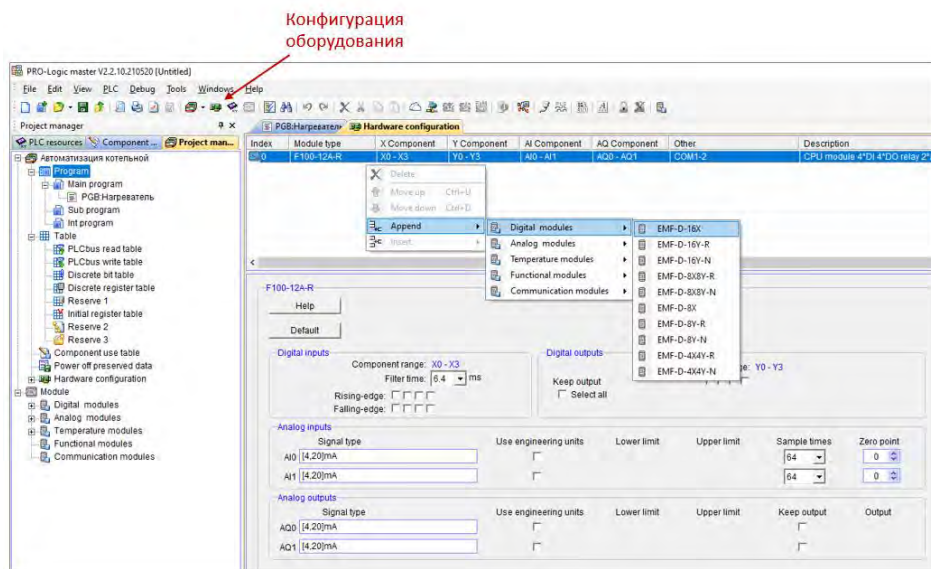 Конфигурация
оборудования
PRO-Logic master V2.2.10.210520 [Untitled]
File Edit View PLC Debug Tools Windows Help
Project manager
PLC resources Component ... Project man...
Автоматизация котельной
Program
Main program
PGB:Нагреватель
Sub program
Int program
Table
PLCbus read table
PLCbus write table
Discrete bit table
Discrete register table
Reserve 1
Initial register table
Reserve 2
Reserve 3
Component use table
Power off preserved data
Hardware configuration
Module
Digital modules
Analog modules
Temperature modules
Functional modules
Communication modules
PGB:Нагреватель Hardware configuration
Index Module type X Component Y Component AI Component AQ Component Other Description
0 F100-12A-R X0 - X3 Y0 - Y3 AI0 - AI1 AQ0 - AQ1 COM1-2 CPU module 4*DI 4*DO relay 2*
Delete
Move up Ctrl+U
Move down Ctrl+D
Append
Insert
Digital modules
Analog modules
Temperature modules
Functional modules
Communication modules
EMF-D-16X
EMF-D-16Y-R
EMF-D-16Y-N
EMF-D-8X8Y-R
EMF-D-8X8Y-N
EMF-D-8X
EMF-D-8Y-R
EMF-D-8Y-N
EMF-D-4X4Y-R
EMF-D-4X4Y-N
F100-12A-R
Help
Default
Digital inputs
Component range: X0 - X3
Filter time: 6.4 ms
Rising-edge:
Falling-edge:
Digital outputs
Y0 - Y3
Keep output
Select all
Analog inputs
Signal type Use engineering units Lower limit Upper limit Sample times Zero point
AI0 [4,20]mA 64 0
AI1 [4,20]mA 64 0
Analog outputs
Signal type Use engineering units Lower limit Upper limit Keep output Output
AQ0 [4,20]mA
AQ1 [4,20]mA